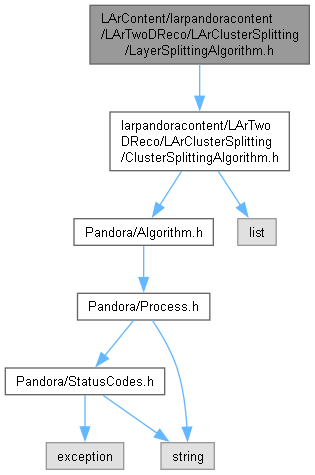 LArContent/larpandoracontent
/LArTwoDReco/LArClusterSplitting
/LayerSplittingAlgorithm.h
larpandoracontent/LArTwo
DReco/LArClusterSplitting
/ClusterSplittingAlgorithm.h
Pandora/Algorithm.h
list
Pandora/Process.h
Pandora/StatusCodes.h
exception
string